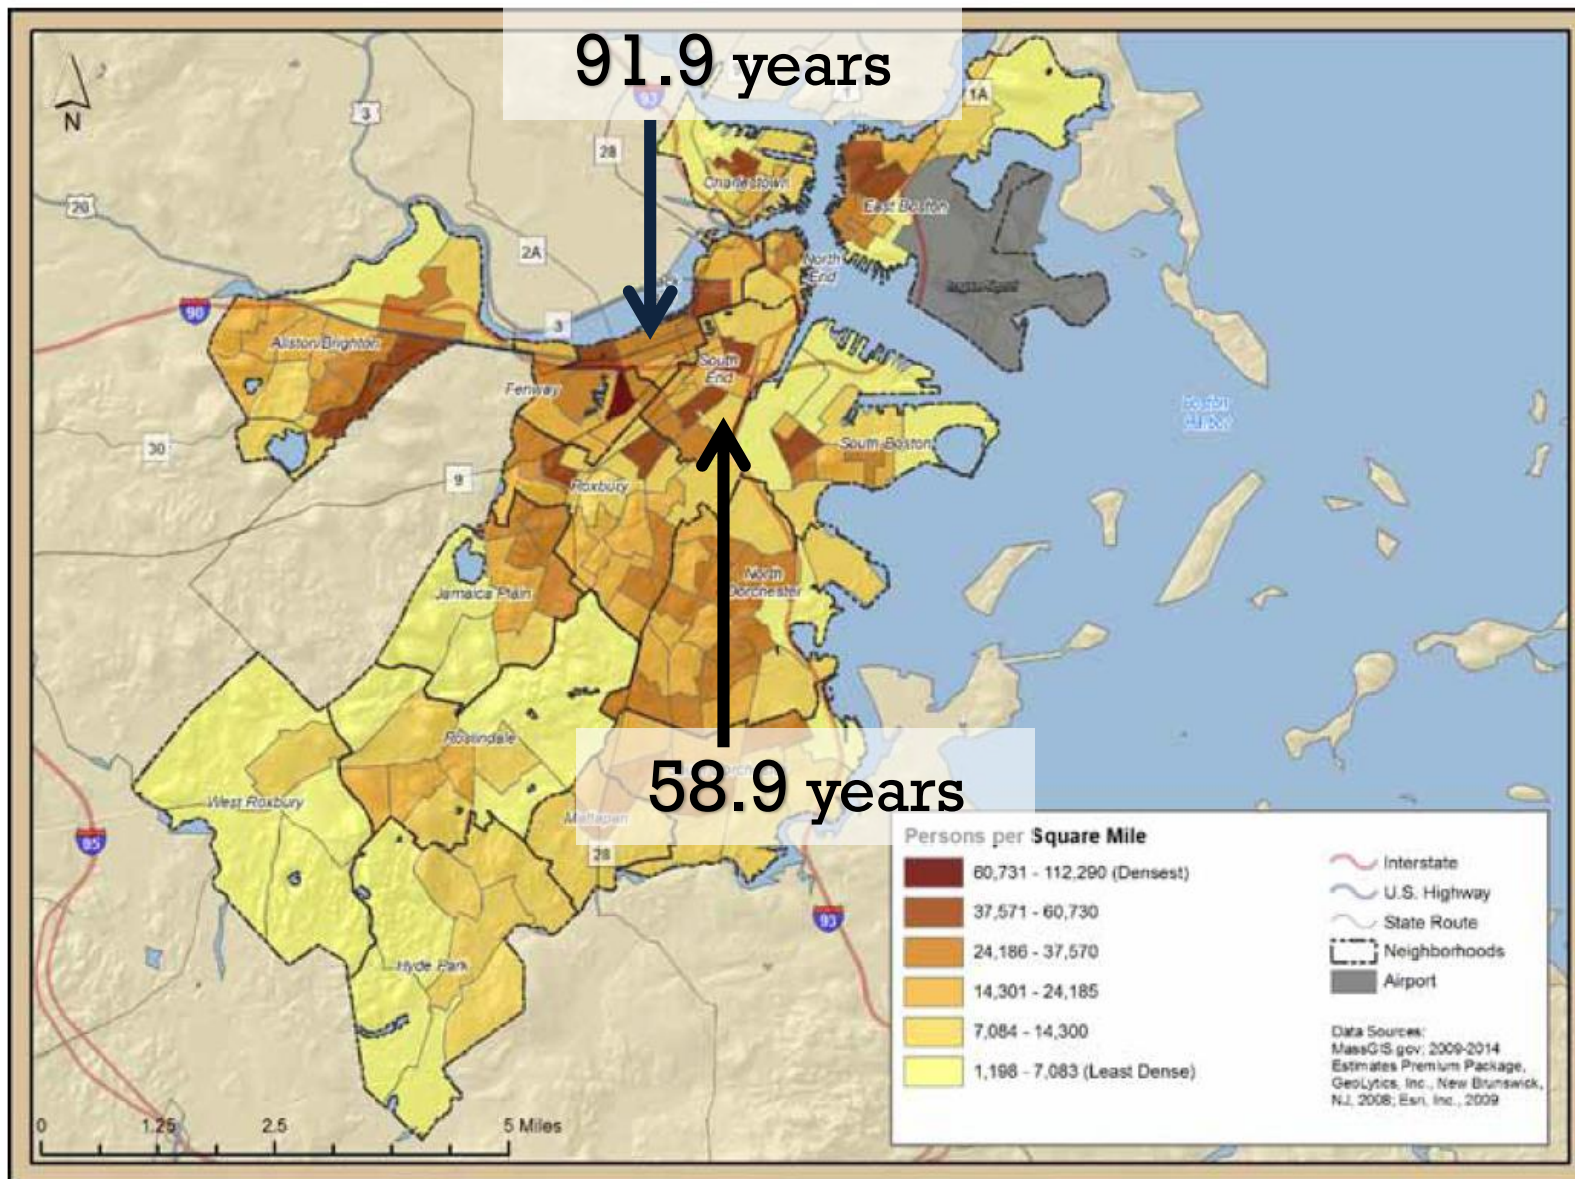 91.9 years
N
3
93
1
1A
28
20
2A
Charlestown
East Boston
North
End
90
3
Allston/Brighton
South
End
Fenway
Boston
Harbor
30
9
South Boston
Roxbury
Jamaica Plain
North
Dorchester
Roslindale
58.9 years
West Roxbury
Mattapan
95
28
93
Hyde Park
0 1.25 2.5 5 Miles
Persons per Square Mile
60,731 - 112,290 (Densest)
37,571 - 60,730
24,186 - 37,570
14,301 - 24,185
7,084 - 14,300
1,198 - 7,083 (Least Dense)
Interstate
U.S. Highway
State Route
Neighborhoods
Airport
Data Sources:
MassGIS.gov; 2009-2014
Estimates Premium Package,
GeoLytics, Inc., New Brunswick,
NJ, 2008; Esri, Inc., 2009